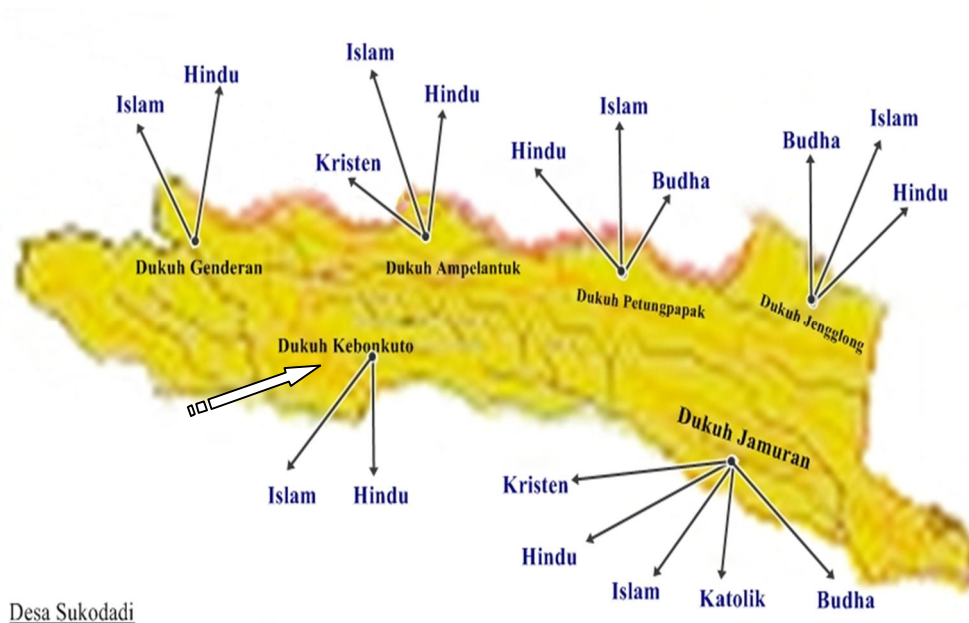 Islam
Hindu
Dukuh Genderan
Islam
Hindu
Kristen
Dukuh Ampelantuk
Islam
Hindu
Budha
Dukuh Petungpapak
Budha
Islam
Hindu
Dukuh Jengglong
Dukuh Kebonkuto
Islam
Hindu
Dukuh Jamuran
Kristen
Hindu
Islam
Katolik
Budha
Desa Sukodadi